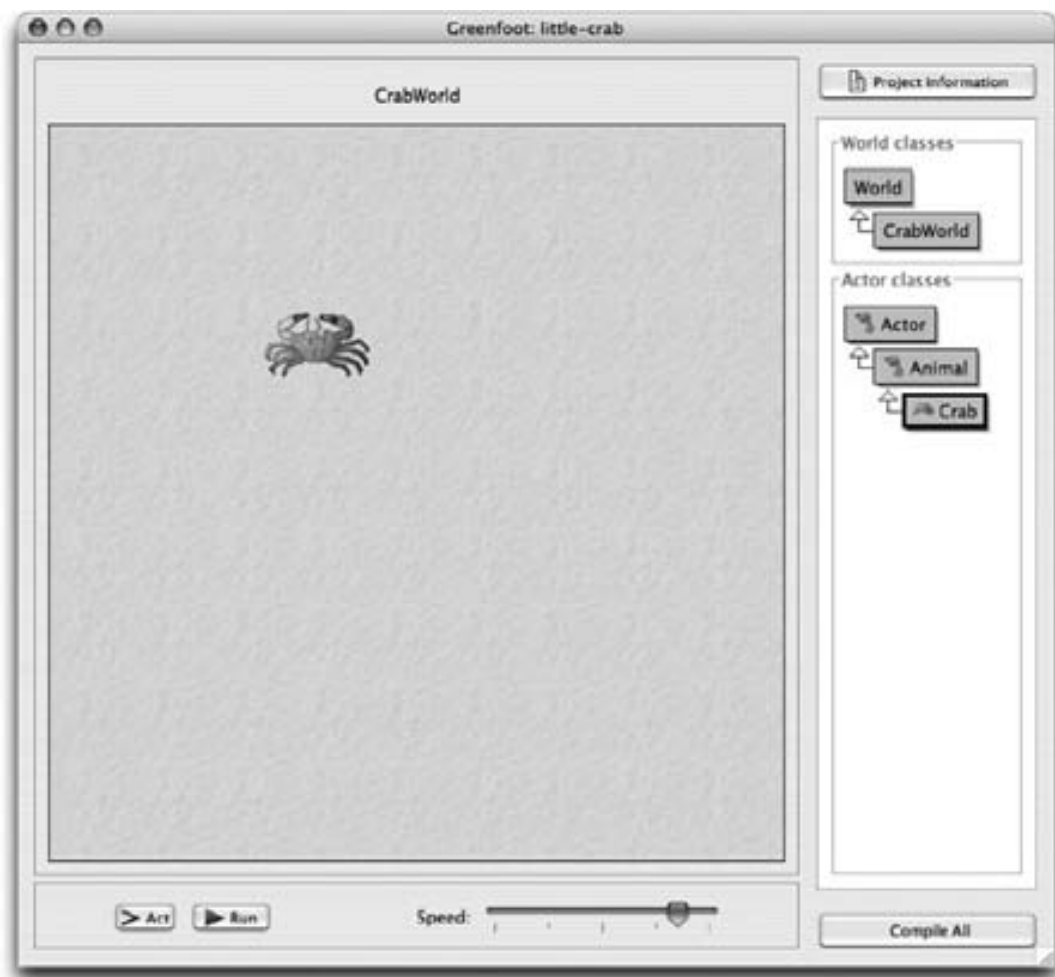 Greenfoot: little-crab
CrabWorld
Project Information
World classes
World
CrabWorld
Actor classes
Actor
Animal
Crab
Act
Run
Speed:
Compile All